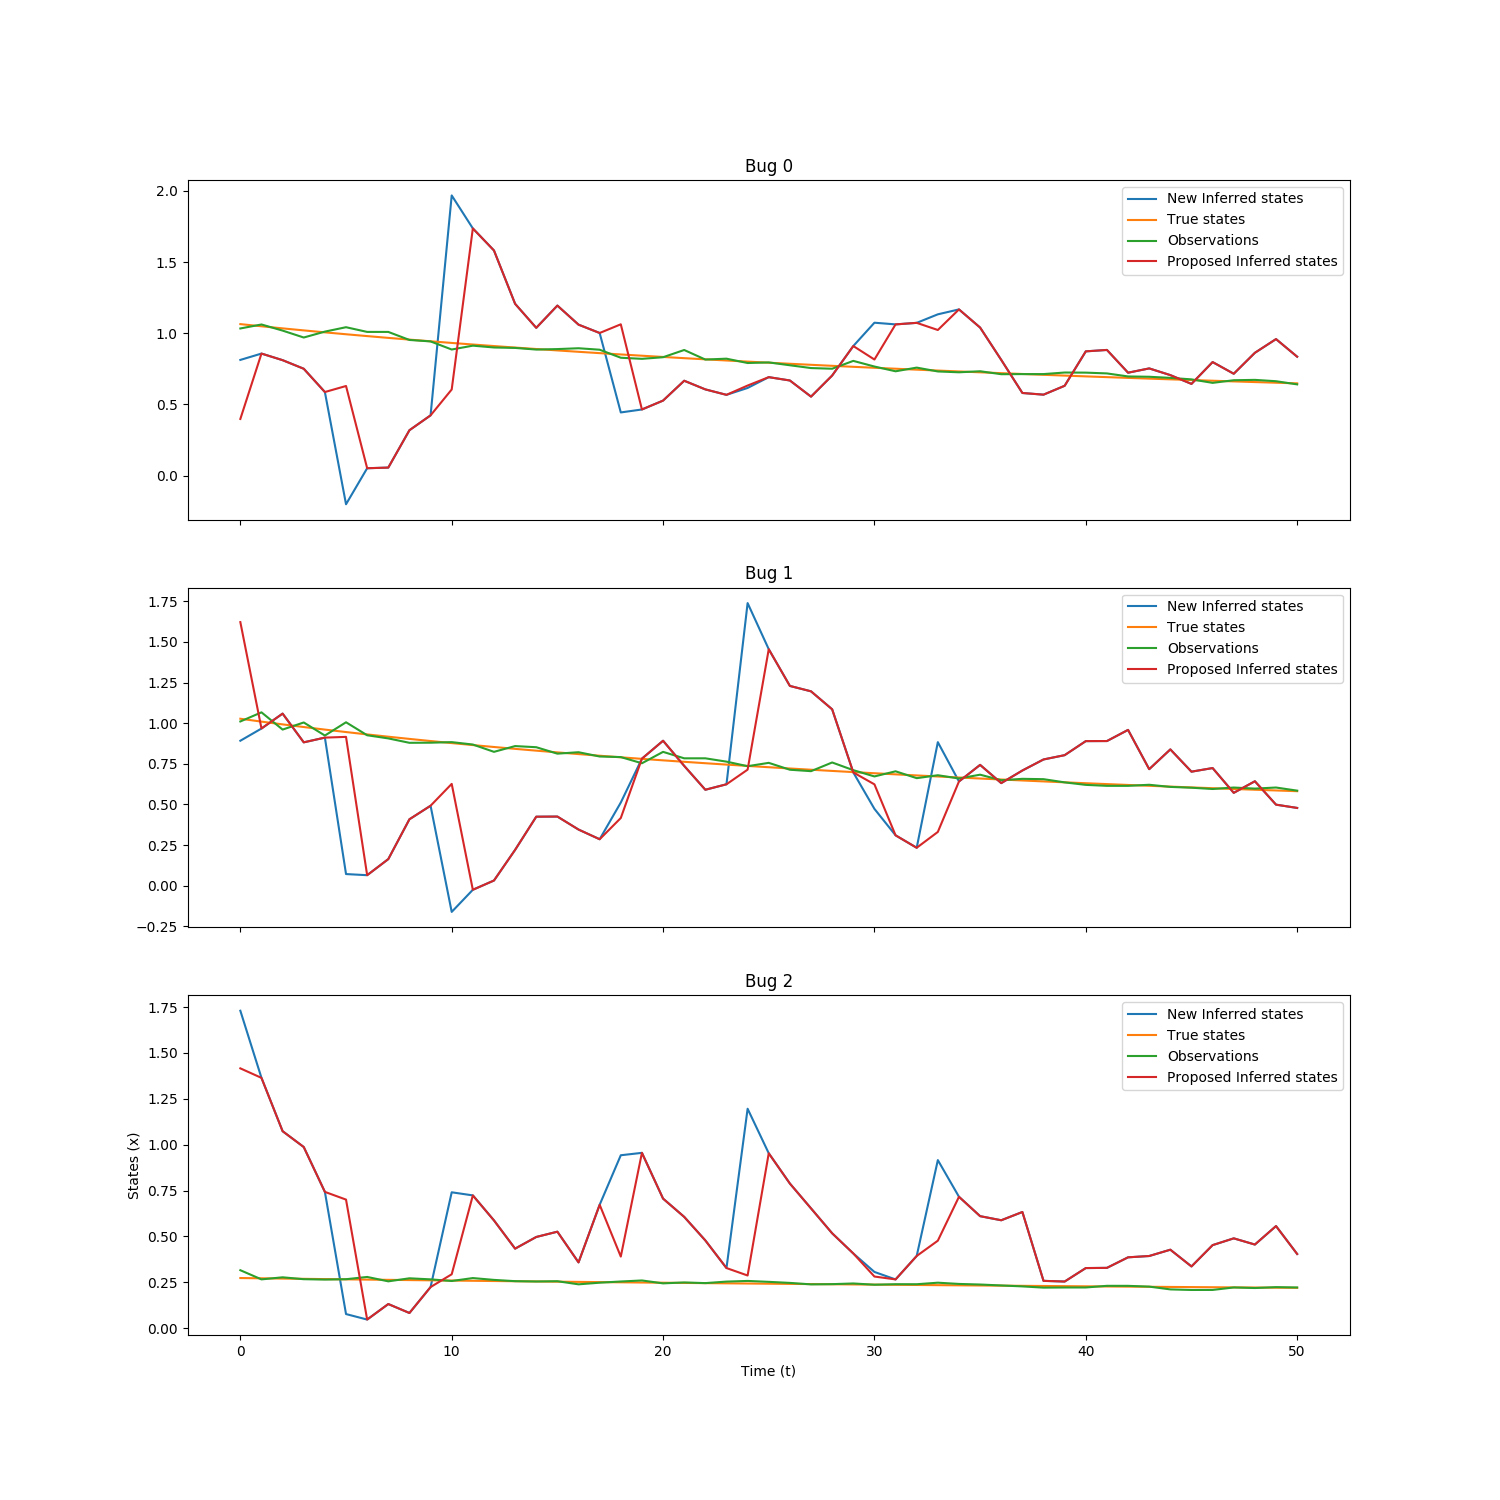 Bug 0
2.0
1.5
1.0
0.5
0.0
New Inferred states
True states
Observations
Proposed Inferred states
Bug 1
1.75
1.50
1.25
1.00
0.75
0.50
0.25
0.00
−0.25
New Inferred states
True states
Observations
Proposed Inferred states
Bug 2
1.75
1.50
1.25
1.00
0.75
0.50
0.25
0.00
States (x)
New Inferred states
True states
Observations
Proposed Inferred states
0 10 20 30 40 50
Time (t)